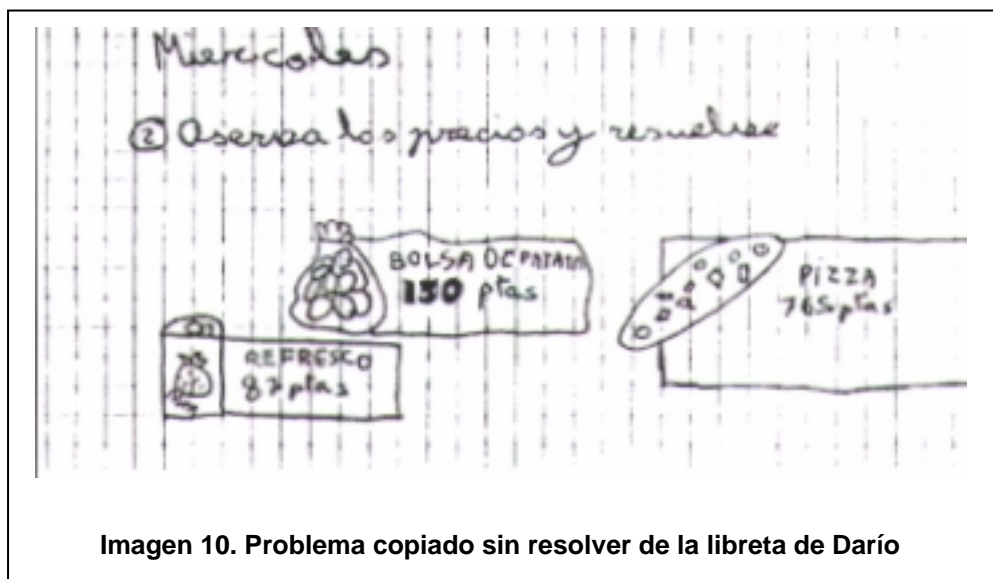 Miercoles
② Oserva los precios y resuelve
BOLSA DE PATATA
150 ptas
PIZZA
765 ptas
REFRESCO
87 ptas
Imagen 10. Problema copiado sin resolver de la libreta de Darío